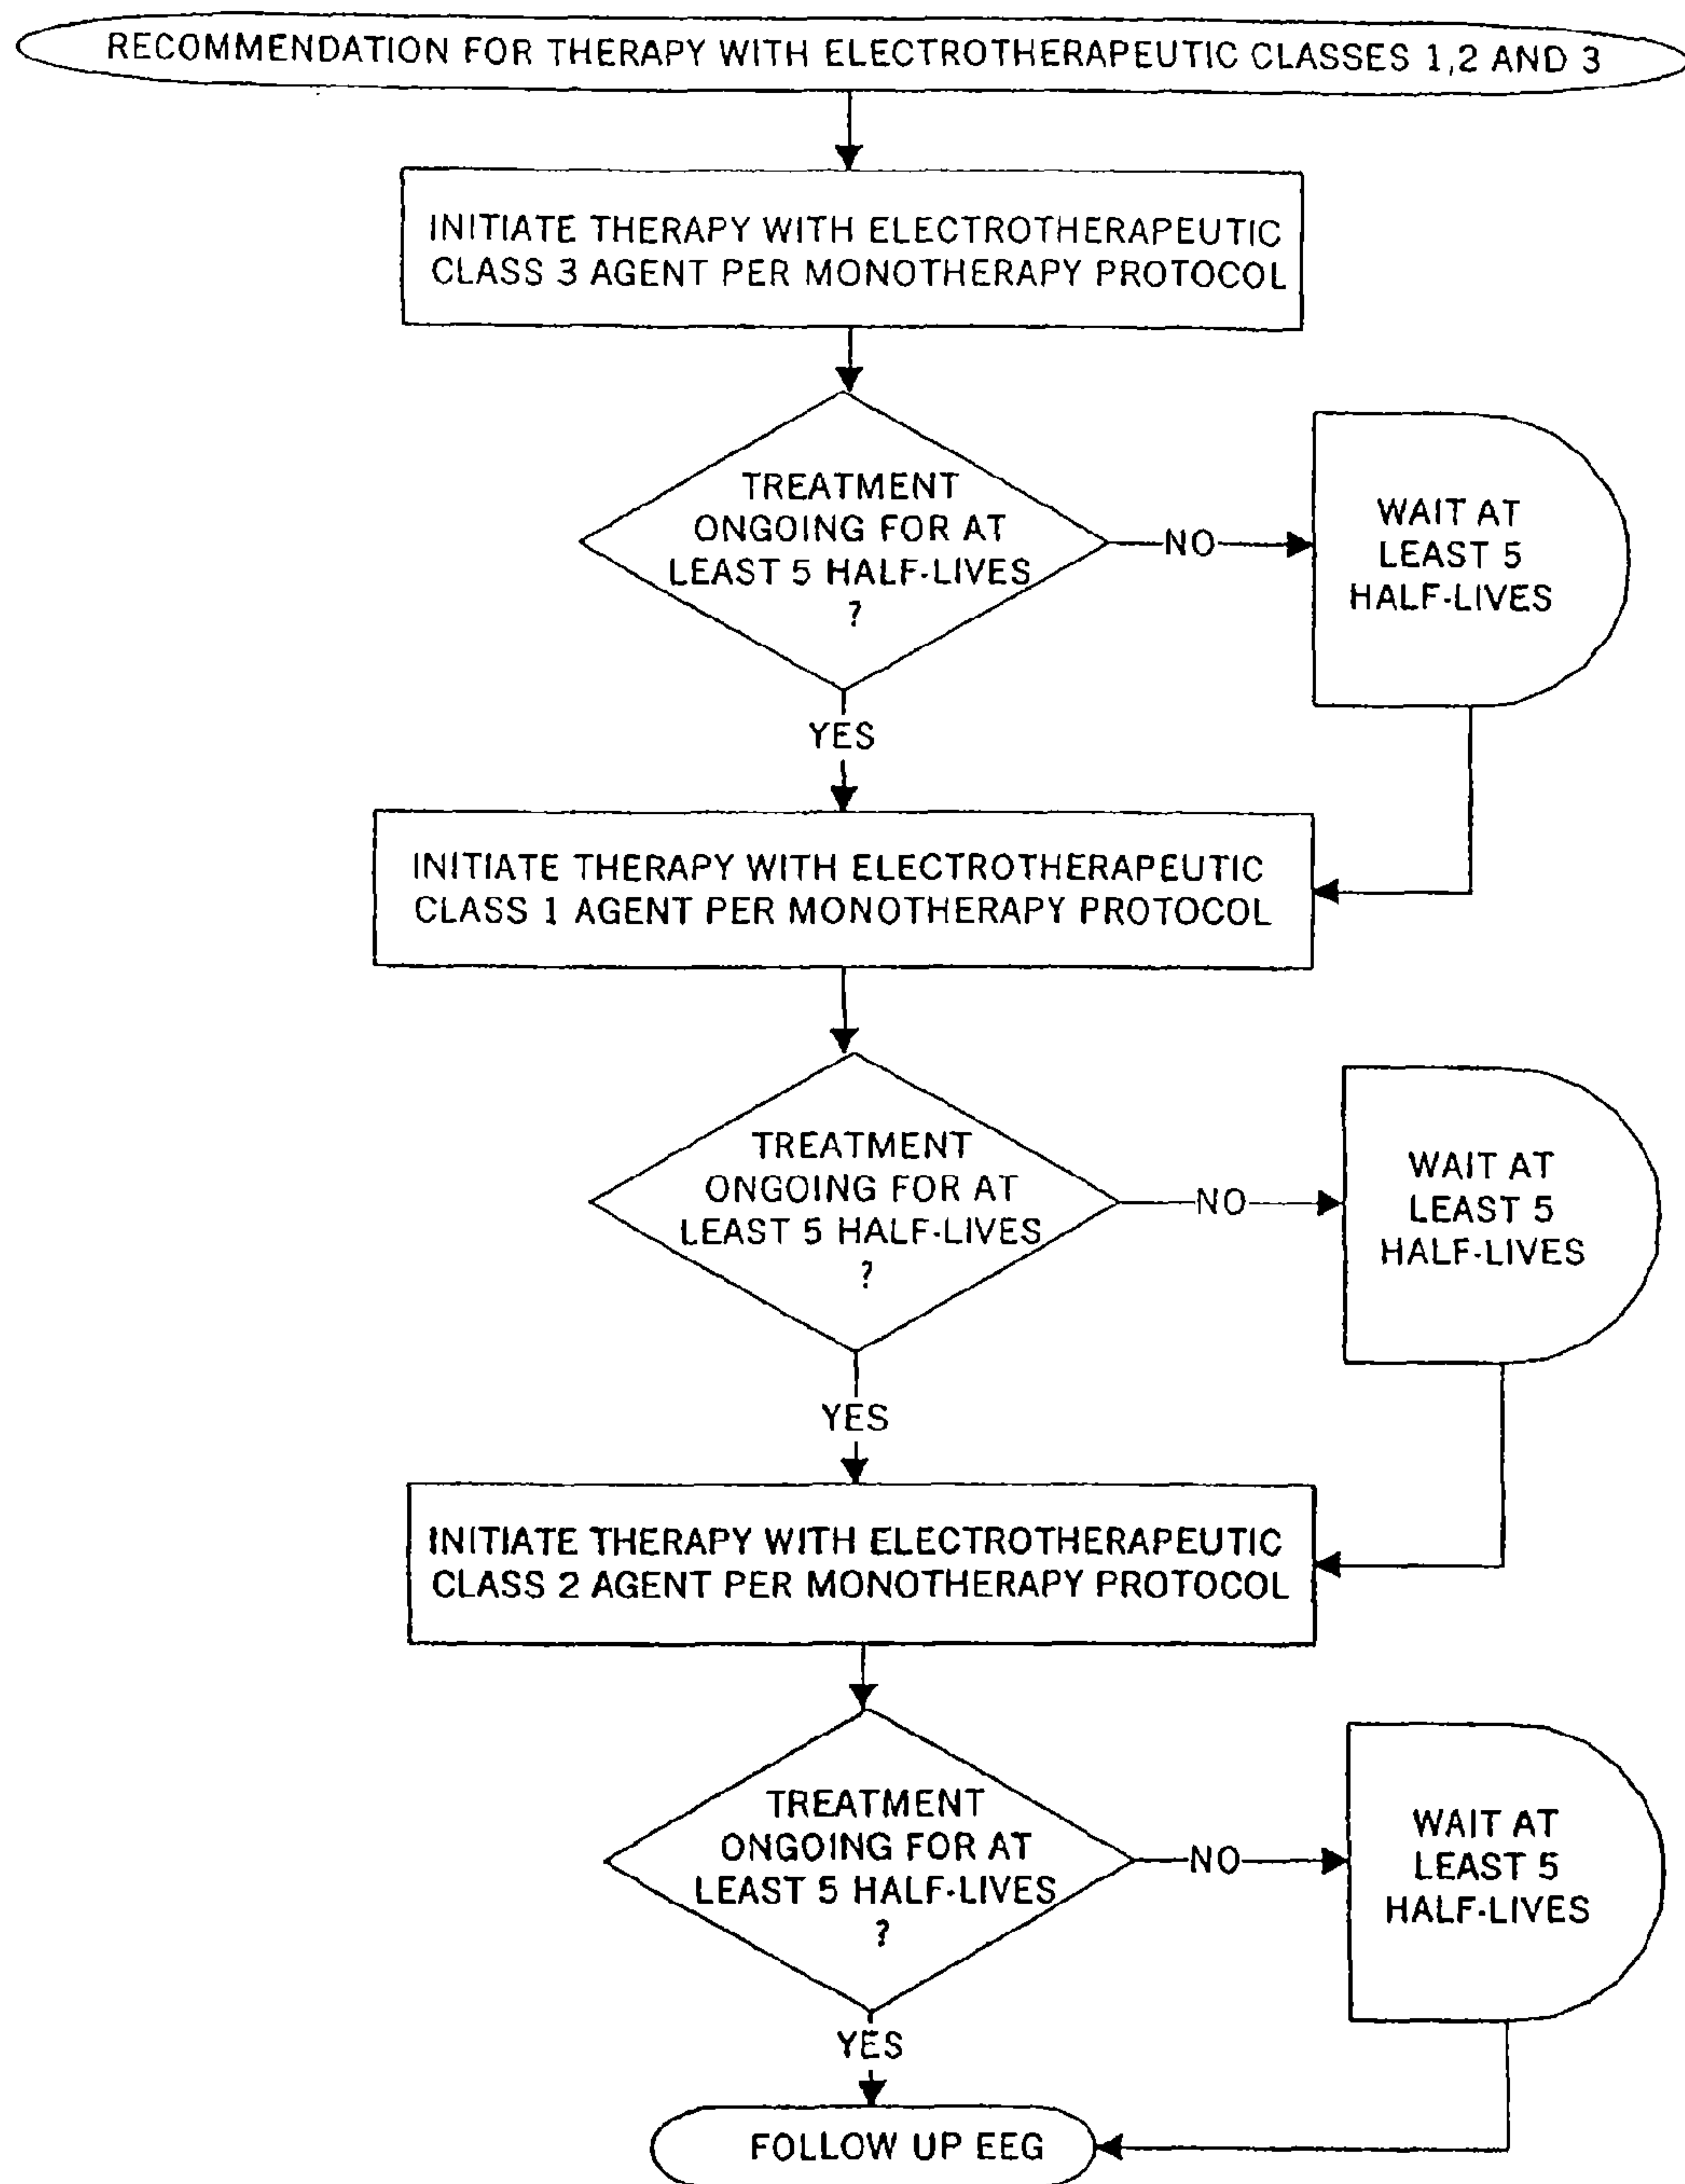 RECOMMENDATION FOR THERAPY WITH ELECTROTHERAPEUTIC CLASSES 1,2 AND 3
INITIATE THERAPY WITH ELECTROTHERAPEUTIC
CLASS 3 AGENT PER MONOTHERAPY PROTOCOL
TREATMENT
ONGOING FOR AT
LEAST 5 HALF-LIVES
?
NO
WAIT AT
LEAST 5
HALF-LIVES
YES
INITIATE THERAPY WITH ELECTROTHERAPEUTIC
CLASS 1 AGENT PER MONOTHERAPY PROTOCOL
TREATMENT
ONGOING FOR AT
LEAST 5 HALF-LIVES
?
NO
WAIT AT
LEAST 5
HALF-LIVES
YES
INITIATE THERAPY WITH ELECTROTHERAPEUTIC
CLASS 2 AGENT PER MONOTHERAPY PROTOCOL
TREATMENT
ONGOING FOR AT
LEAST 5 HALF-LIVES
?
NO
WAIT AT
LEAST 5
HALF-LIVES
YES
FOLLOW UP EEG